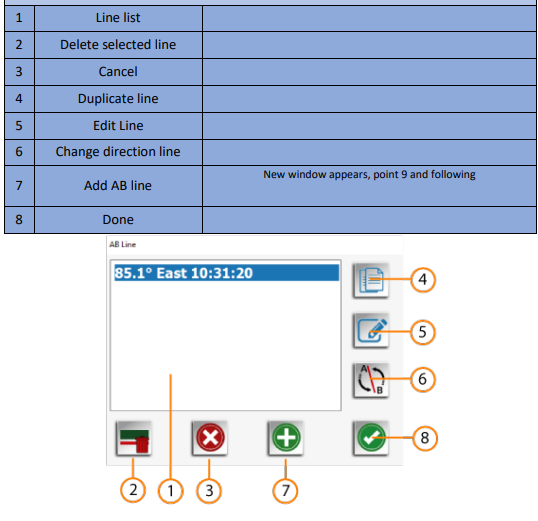 1 Line list
2 Delete selected line
3 Cancel
4 Duplicate line
5 Edit Line
6 Change direction line
7 Add AB line New window appears, point 9 and following
8 Done
AB Line
85.1° East 10:31:20
4
5
A
B
6
8
2 1 3 7